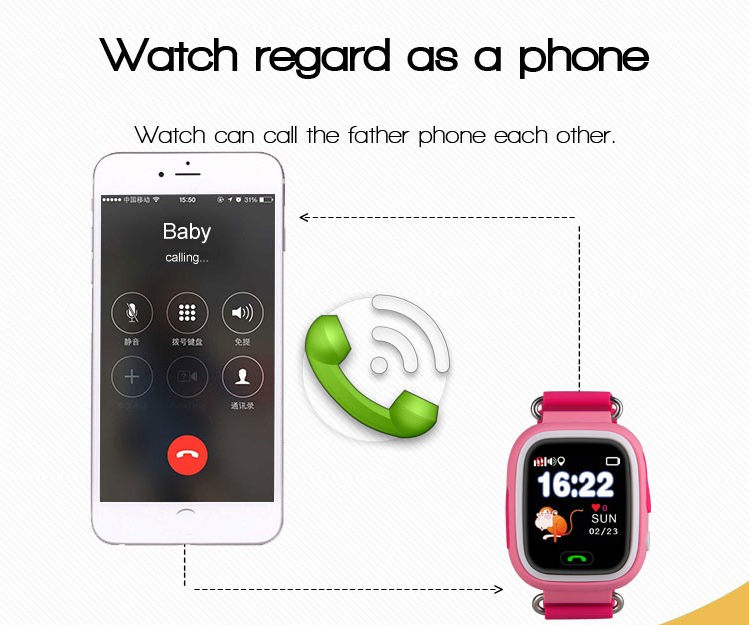 Watch regard as a phone
Watch can call the father phone each other.
中国移动 15:50 31%
Baby
calling...
静音 拨号键盘 免提
通讯录
16:22
0
SUN
02/23